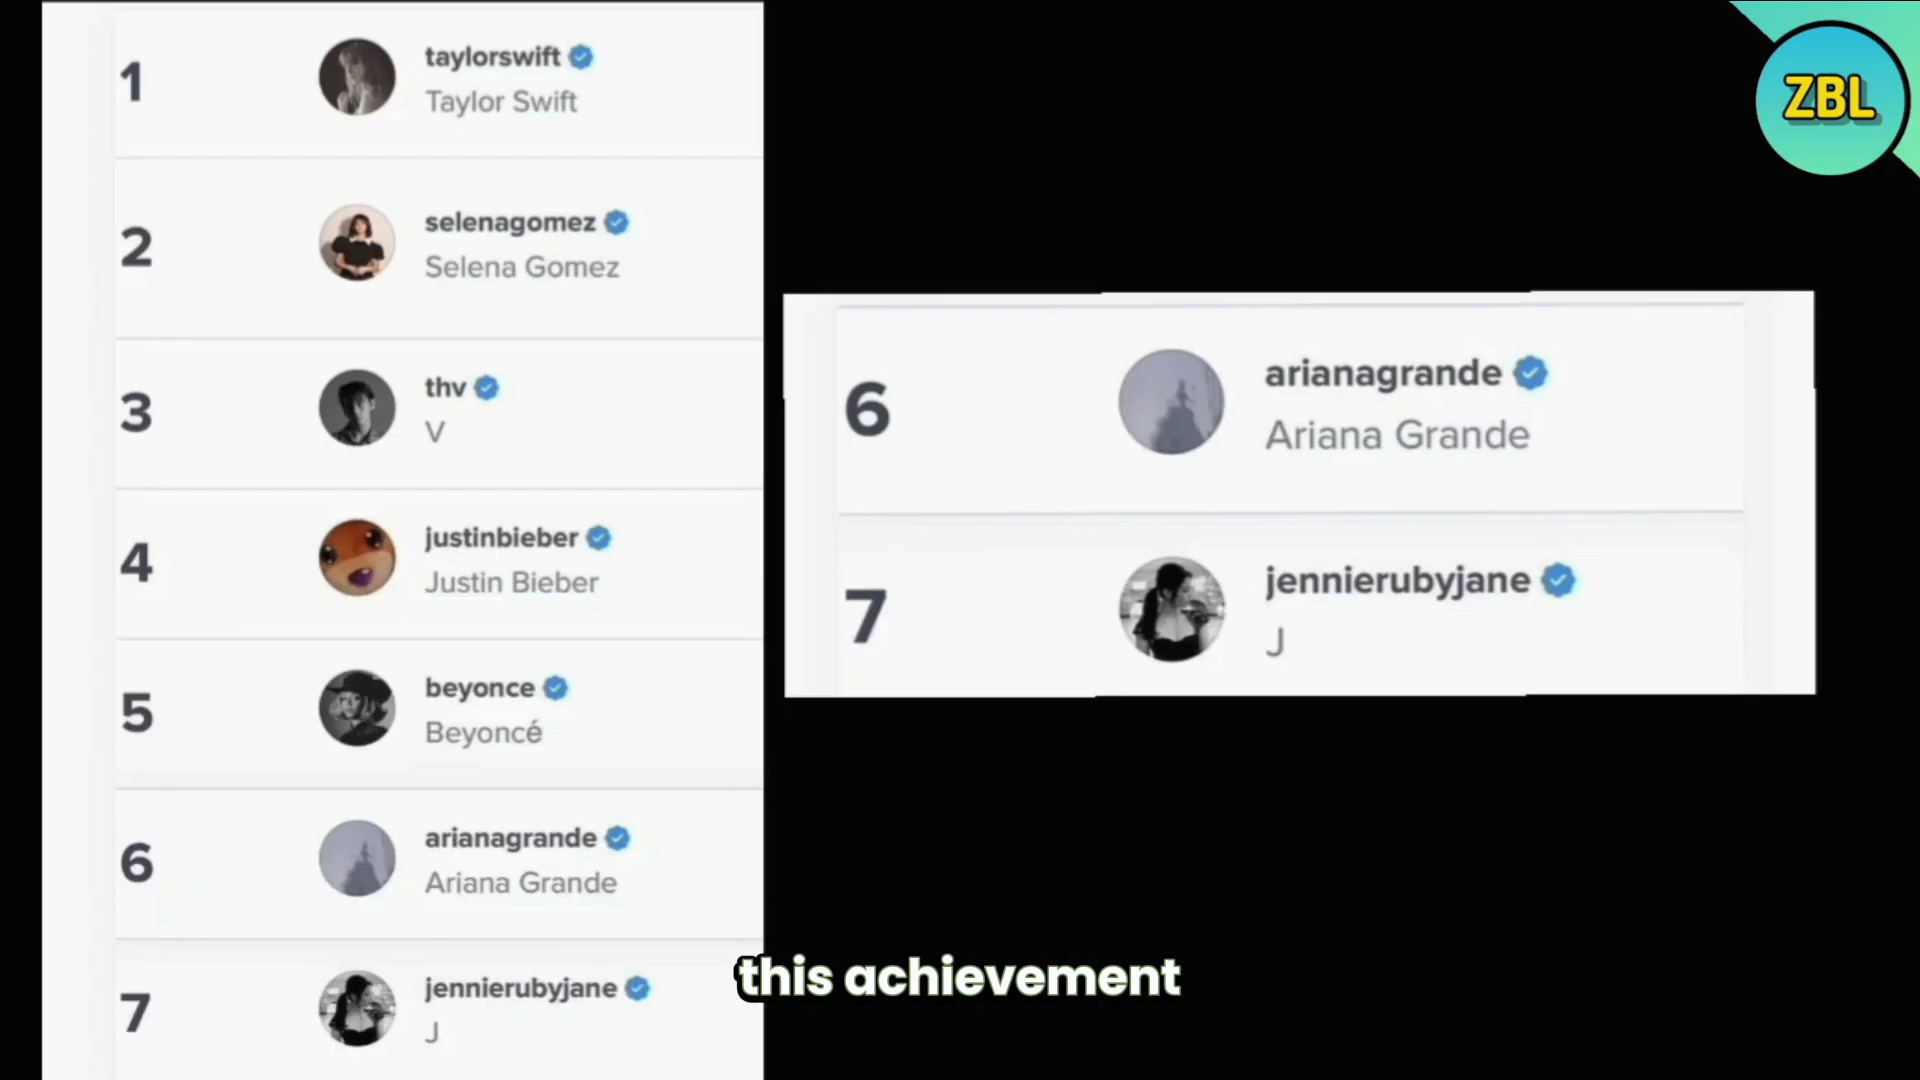 1
taylorswift
Taylor Swift
2
selenagomez
Selena Gomez
3
thv
V
4
justinbieber
Justin Bieber
5
beyonce
Beyoncé
6
arianagrande
Ariana Grande
7
jennierubyjane
J
6
arianagrande
Ariana Grande
7
jennierubyjane
J
ZBL
this achievement